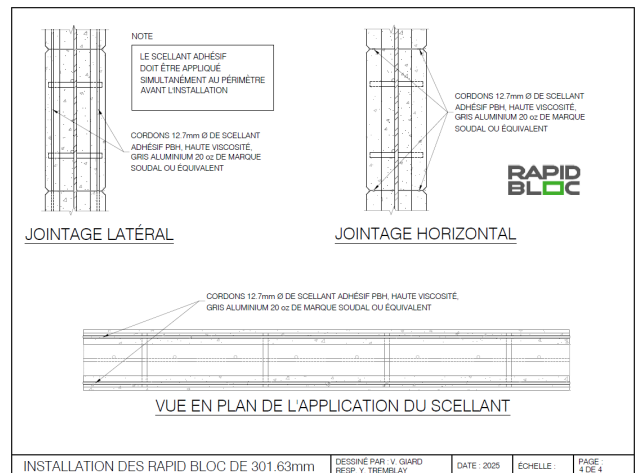 NOTE
LE SCELLANT ADHÉSIF
DOIT ÊTRE APPLIQUÉ
SIMULTANÉMENT AU PÉRIMÈTRE
AVANT L'INSTALLATION
CORDONS 12.7mm Ø DE SCELLANT
ADHÉSIF PBH, HAUTE VISCOSITÉ,
GRIS ALUMINIUM 20 oz DE MARQUE
SOUDAL OU ÉQUIVALENT
JOINTAGE LATÉRAL
CORDONS 12.7mm Ø DE SCELLANT
ADHÉSIF PBH, HAUTE VISCOSITÉ,
GRIS ALUMINIUM 20 oz DE MARQUE
SOUDAL OU ÉQUIVALENT
RAPID
BLOC
JOINTAGE HORIZONTAL
CORDONS 12.7mm Ø DE SCELLANT ADHÉSIF PBH, HAUTE VISCOSITÉ,
GRIS ALUMINIUM 20 oz DE MARQUE SOUDAL OU ÉQUIVALENT
VUE EN PLAN DE L'APPLICATION DU SCELLANT
INSTALLATION DES RAPID BLOC DE 301.63mm
DESSINÉ PAR : V. GIARD
RESP. Y. TREMBLAY
DATE : 2025
ÉCHELLE :
PAGE :
4 DE 4